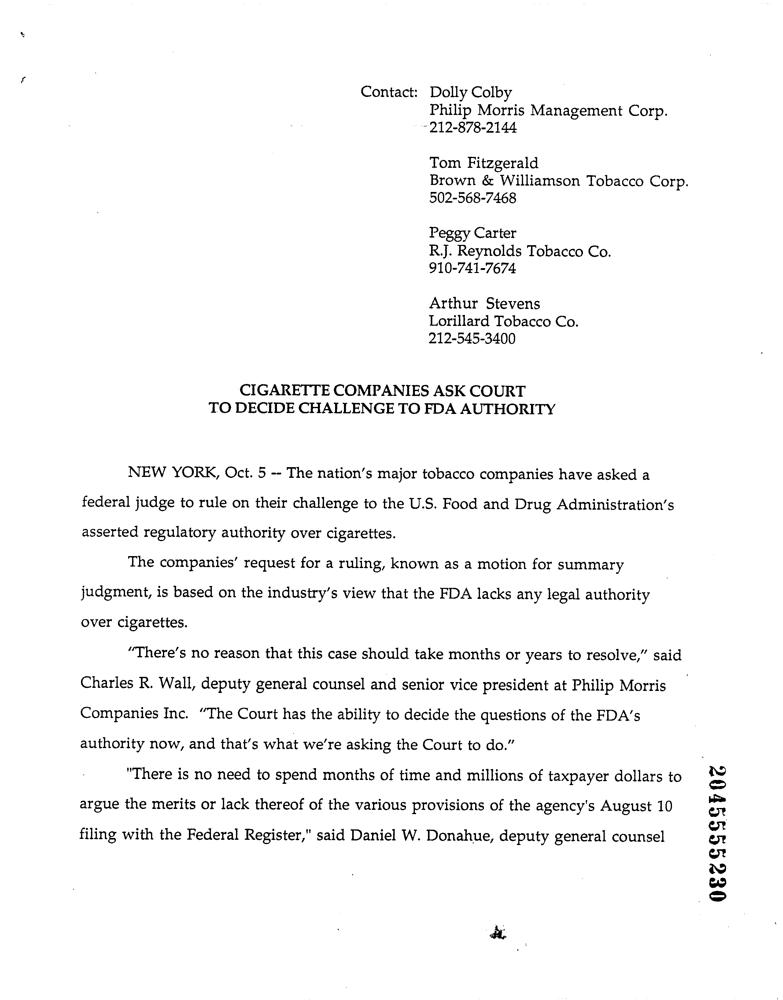 Contact: Dolly Colby
Philip Morris Management Corp.
212-878-2144
Tom Fitzgerald
Brown & Williamson Tobacco Corp.
502-568-7468
Peggy Carter
R.J. Reynolds Tobacco Co.
910-741-7674
Arthur Stevens
Lorillard Tobacco Co.
212-545-3400
CIGARETTE COMPANIES ASK COURT
TO DECIDE CHALLENGE TO FDA AUTHORITY
NEW YORK, Oct. 5 -- The nation's major tobacco companies have asked a
federal judge to rule on their challenge to the U.S. Food and Drug Administration's
asserted regulatory authority over cigarettes.
The companies' request for a ruling, known as a motion for summary
judgment, is based on the industry's view that the FDA lacks any legal authority
over cigarettes.
"There's no reason that this case should take months or years to resolve," said
Charles R. Wall, deputy general counsel and senior vice president at Philip Morris
Companies Inc. "The Court has the ability to decide the questions of the FDA's
authority now, and that's what we're asking the Court to do."
"There is no need to spend months of time and millions of taxpayer dollars to
argue the merits or lack thereof of the various provisions of the agency's August 10
filing with the Federal Register," said Daniel W. Donahue, deputy general counsel
2045555230